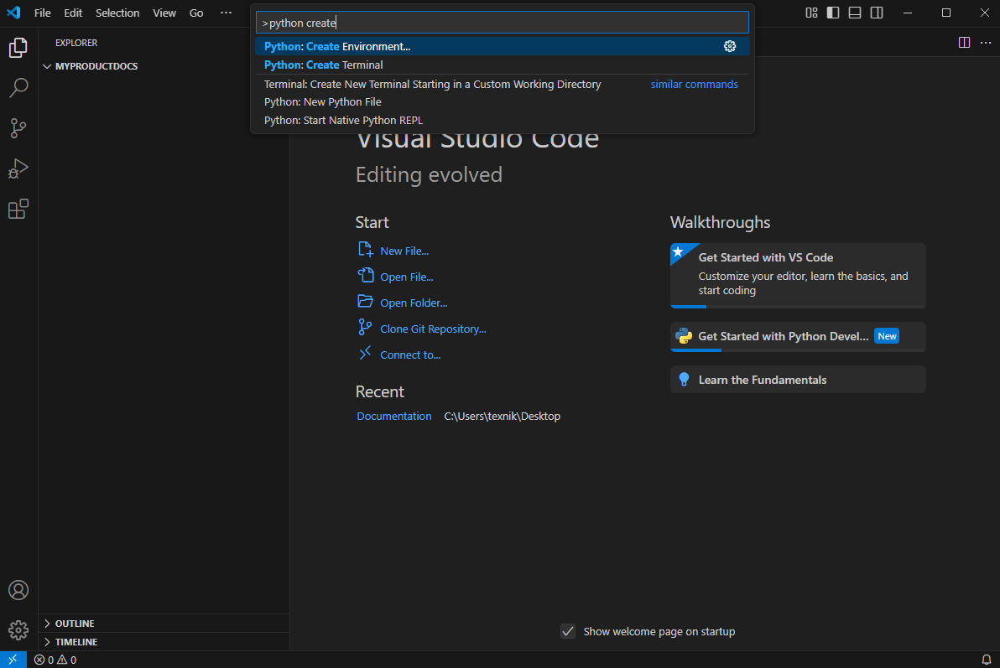 File Edit Selection View Go ···
>python create
Python: Create Environment...
Python: Create Terminal
Terminal: Create New Terminal Starting in a Custom Working Directory similar commands
Python: New Python File
Python: Start Native Python REPL
EXPLORER
MYPRODUCTDOCS
Visual Studio Code
Editing evolved
Start
New File...
Open File...
Open Folder...
Clone Git Repository...
Connect to...
Recent
Documentation C:\Users\texnik\Desktop
Walkthroughs
Get Started with VS Code
Customize your editor, learn the basics, and
start coding
Get Started with Python Devel... New
Learn the Fundamentals
Show welcome page on startup
OUTLINE
TIMELINE
0 0